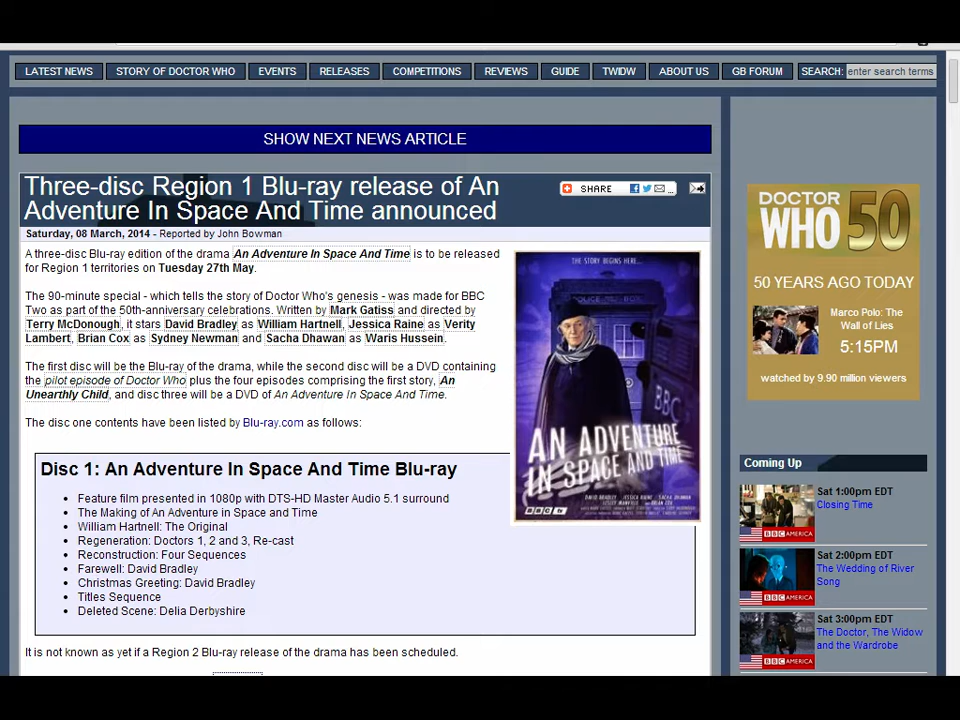 LATEST NEWS STORY OF DOCTOR WHO EVENTS RELEASES COMPETITIONS REVIEWS GUIDE TWIDW ABOUT US GB FORUM SEARCH: enter search terms
SHOW NEXT NEWS ARTICLE
Three-disc Region 1 Blu-ray release of An
Adventure In Space And Time announced
SHARE ...
Saturday, 08 March, 2014 - Reported by John Bowman
A three-disc Blu-ray edition of the drama An Adventure In Space And Time is to be released
for Region 1 territories on Tuesday 27th May.
The 90-minute special - which tells the story of Doctor Who's genesis - was made for BBC
Two as part of the 50th-anniversary celebrations. Written by Mark Gatiss and directed by
Terry McDonough, it stars David Bradley as William Hartnell, Jessica Raine as Verity
Lambert, Brian Cox as Sydney Newman and Sacha Dhawan as Waris Hussein.
The first disc will be the Blu-ray of the drama, while the second disc will be a DVD containing
the pilot episode of Doctor Who plus the four episodes comprising the first story, An
Unearthly Child, and disc three will be a DVD of An Adventure In Space And Time.
The disc one contents have been listed by Blu-ray.com as follows:
Disc 1: An Adventure In Space And Time Blu-ray
Feature film presented in 1080p with DTS-HD Master Audio 5.1 surround
The Making of An Adventure in Space and Time
William Hartnell: The Original
Regeneration: Doctors 1, 2 and 3, Re-cast
Reconstruction: Four Sequences
Farewell: David Bradley
Christmas Greeting: David Bradley
Titles Sequence
Deleted Scene: Delia Derbyshire
It is not known as yet if a Region 2 Blu-ray release of the drama has been scheduled.
THE STORY BEGINS HERE...
POLICE BOX
BBC
AN ADVENTURE
IN SPACE AND TIME
BBC
DOCTOR
WHO 50
50 YEARS AGO TODAY
Marco Polo: The
Wall of Lies
5:15PM
watched by 9.90 million viewers
Coming Up
Sat 1:00pm EDT
Closing Time
BBC AMERICA
Sat 2:00pm EDT
The Wedding of River
Song
BBC AMERICA
Sat 3:00pm EDT
The Doctor, The Widow
and the Wardrobe
BBC AMERICA